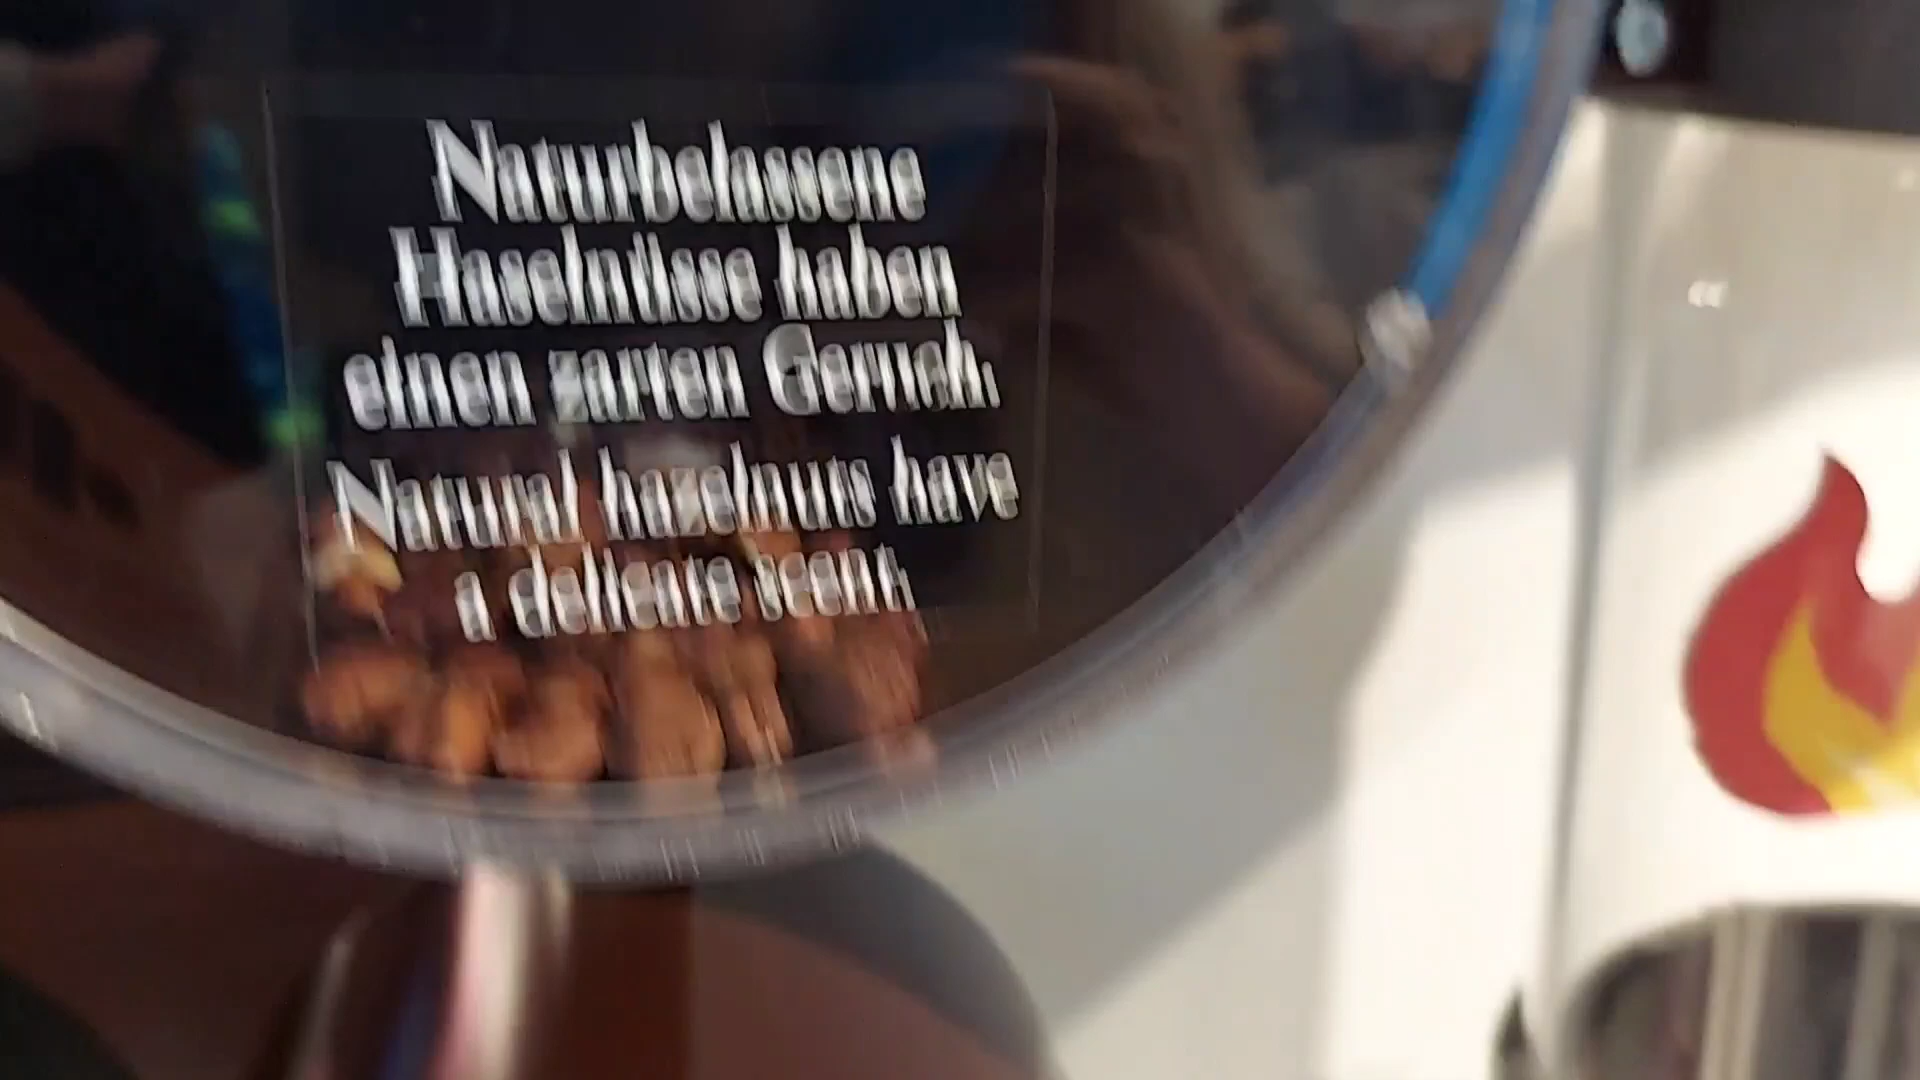 Naturbelassene
Haselnüsse haben
einen zarten Geruch.
Natural hazelnuts have
a delicate scent.